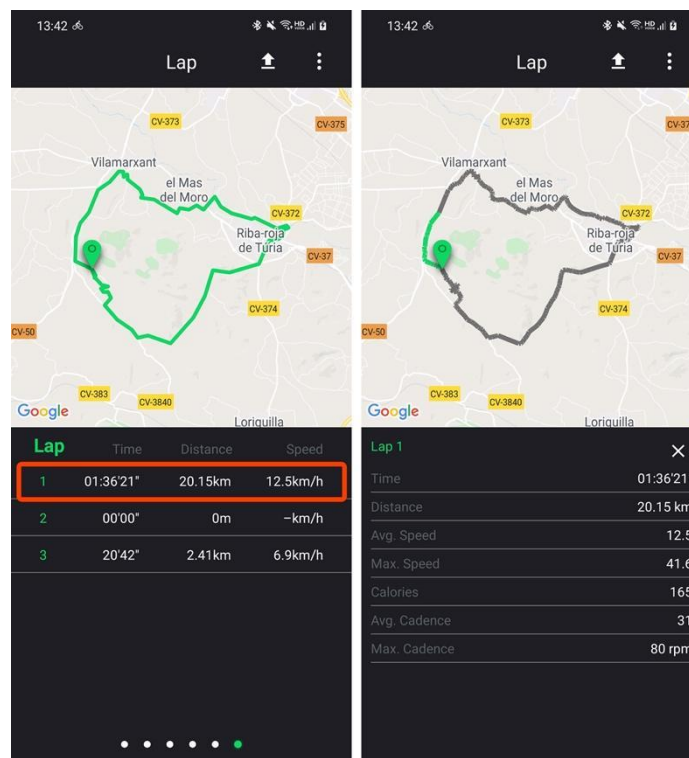 13:42
Lap
CV-373
CV-375
Vilamarxant
el Mas
del Moro
CV-372
Riba-roja
de Túria
CV-37
CV-374
CV-50
CV-383
CV-3840
Google
Loriguilla
Lap Time Distance Speed
1 01:36'21" 20.15km 12.5km/h
2 00'00" 0m –km/h
3 20'42" 2.41km 6.9km/h
13:42
Lap
CV-373
CV-37
Vilamarxant
el Mas
del Moro
CV-372
Riba-roja
de Túria
CV-37
CV-374
CV-50
CV-383
CV-3840
Google
Loriguilla
Lap 1
Time 01:36'21
Distance 20.15 km
Avg. Speed 12.5
Max. Speed 41.6
Calories 165
Avg. Cadence 31
Max. Cadence 80 rpm